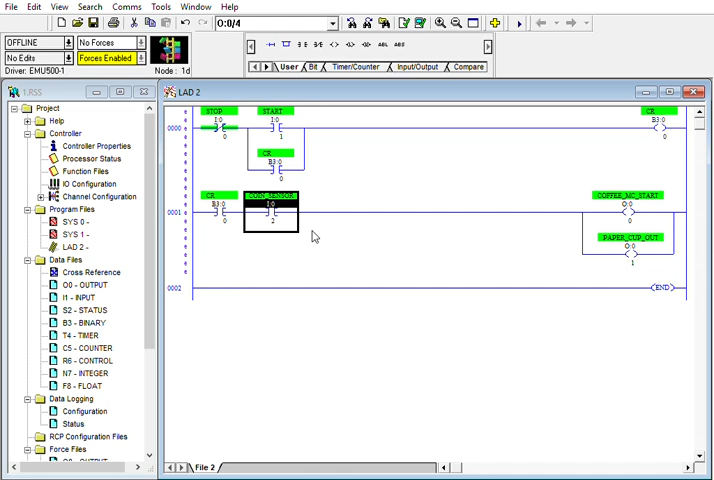 File Edit View Search Comms Tools Window Help
O:0/4
OFFLINE No Forces
No Edits Forces Enabled
Driver: EMU500-1 Node : 1d
User Bit Timer/Counter Input/Output Compare
1.RSS
Project
Help
Controller
Controller Properties
Processor Status
Function Files
IO Configuration
Channel Configuration
Program Files
SYS 0 -
SYS 1 -
LAD 2 -
Data Files
Cross Reference
O0 - OUTPUT
I1 - INPUT
S2 - STATUS
B3 - BINARY
T4 - TIMER
C5 - COUNTER
R6 - CONTROL
N7 - INTEGER
F8 - FLOAT
Data Logging
Configuration
Status
RCP Configuration Files
Force Files
O0 - OUTPUT
LAD 2
STOP START CR
I:0 I:0 B3:0
0000
0 1 0
CR
B3:0
0
CR COIN_SENSOR COFFEE_MC_START
B3:0 I:0 O:0
0001
0 2 0
PAPER_CUP_OUT
O:0
1
0002 END
e
e
e
e
e
e
e
e
e
e
e
e
e
File 2